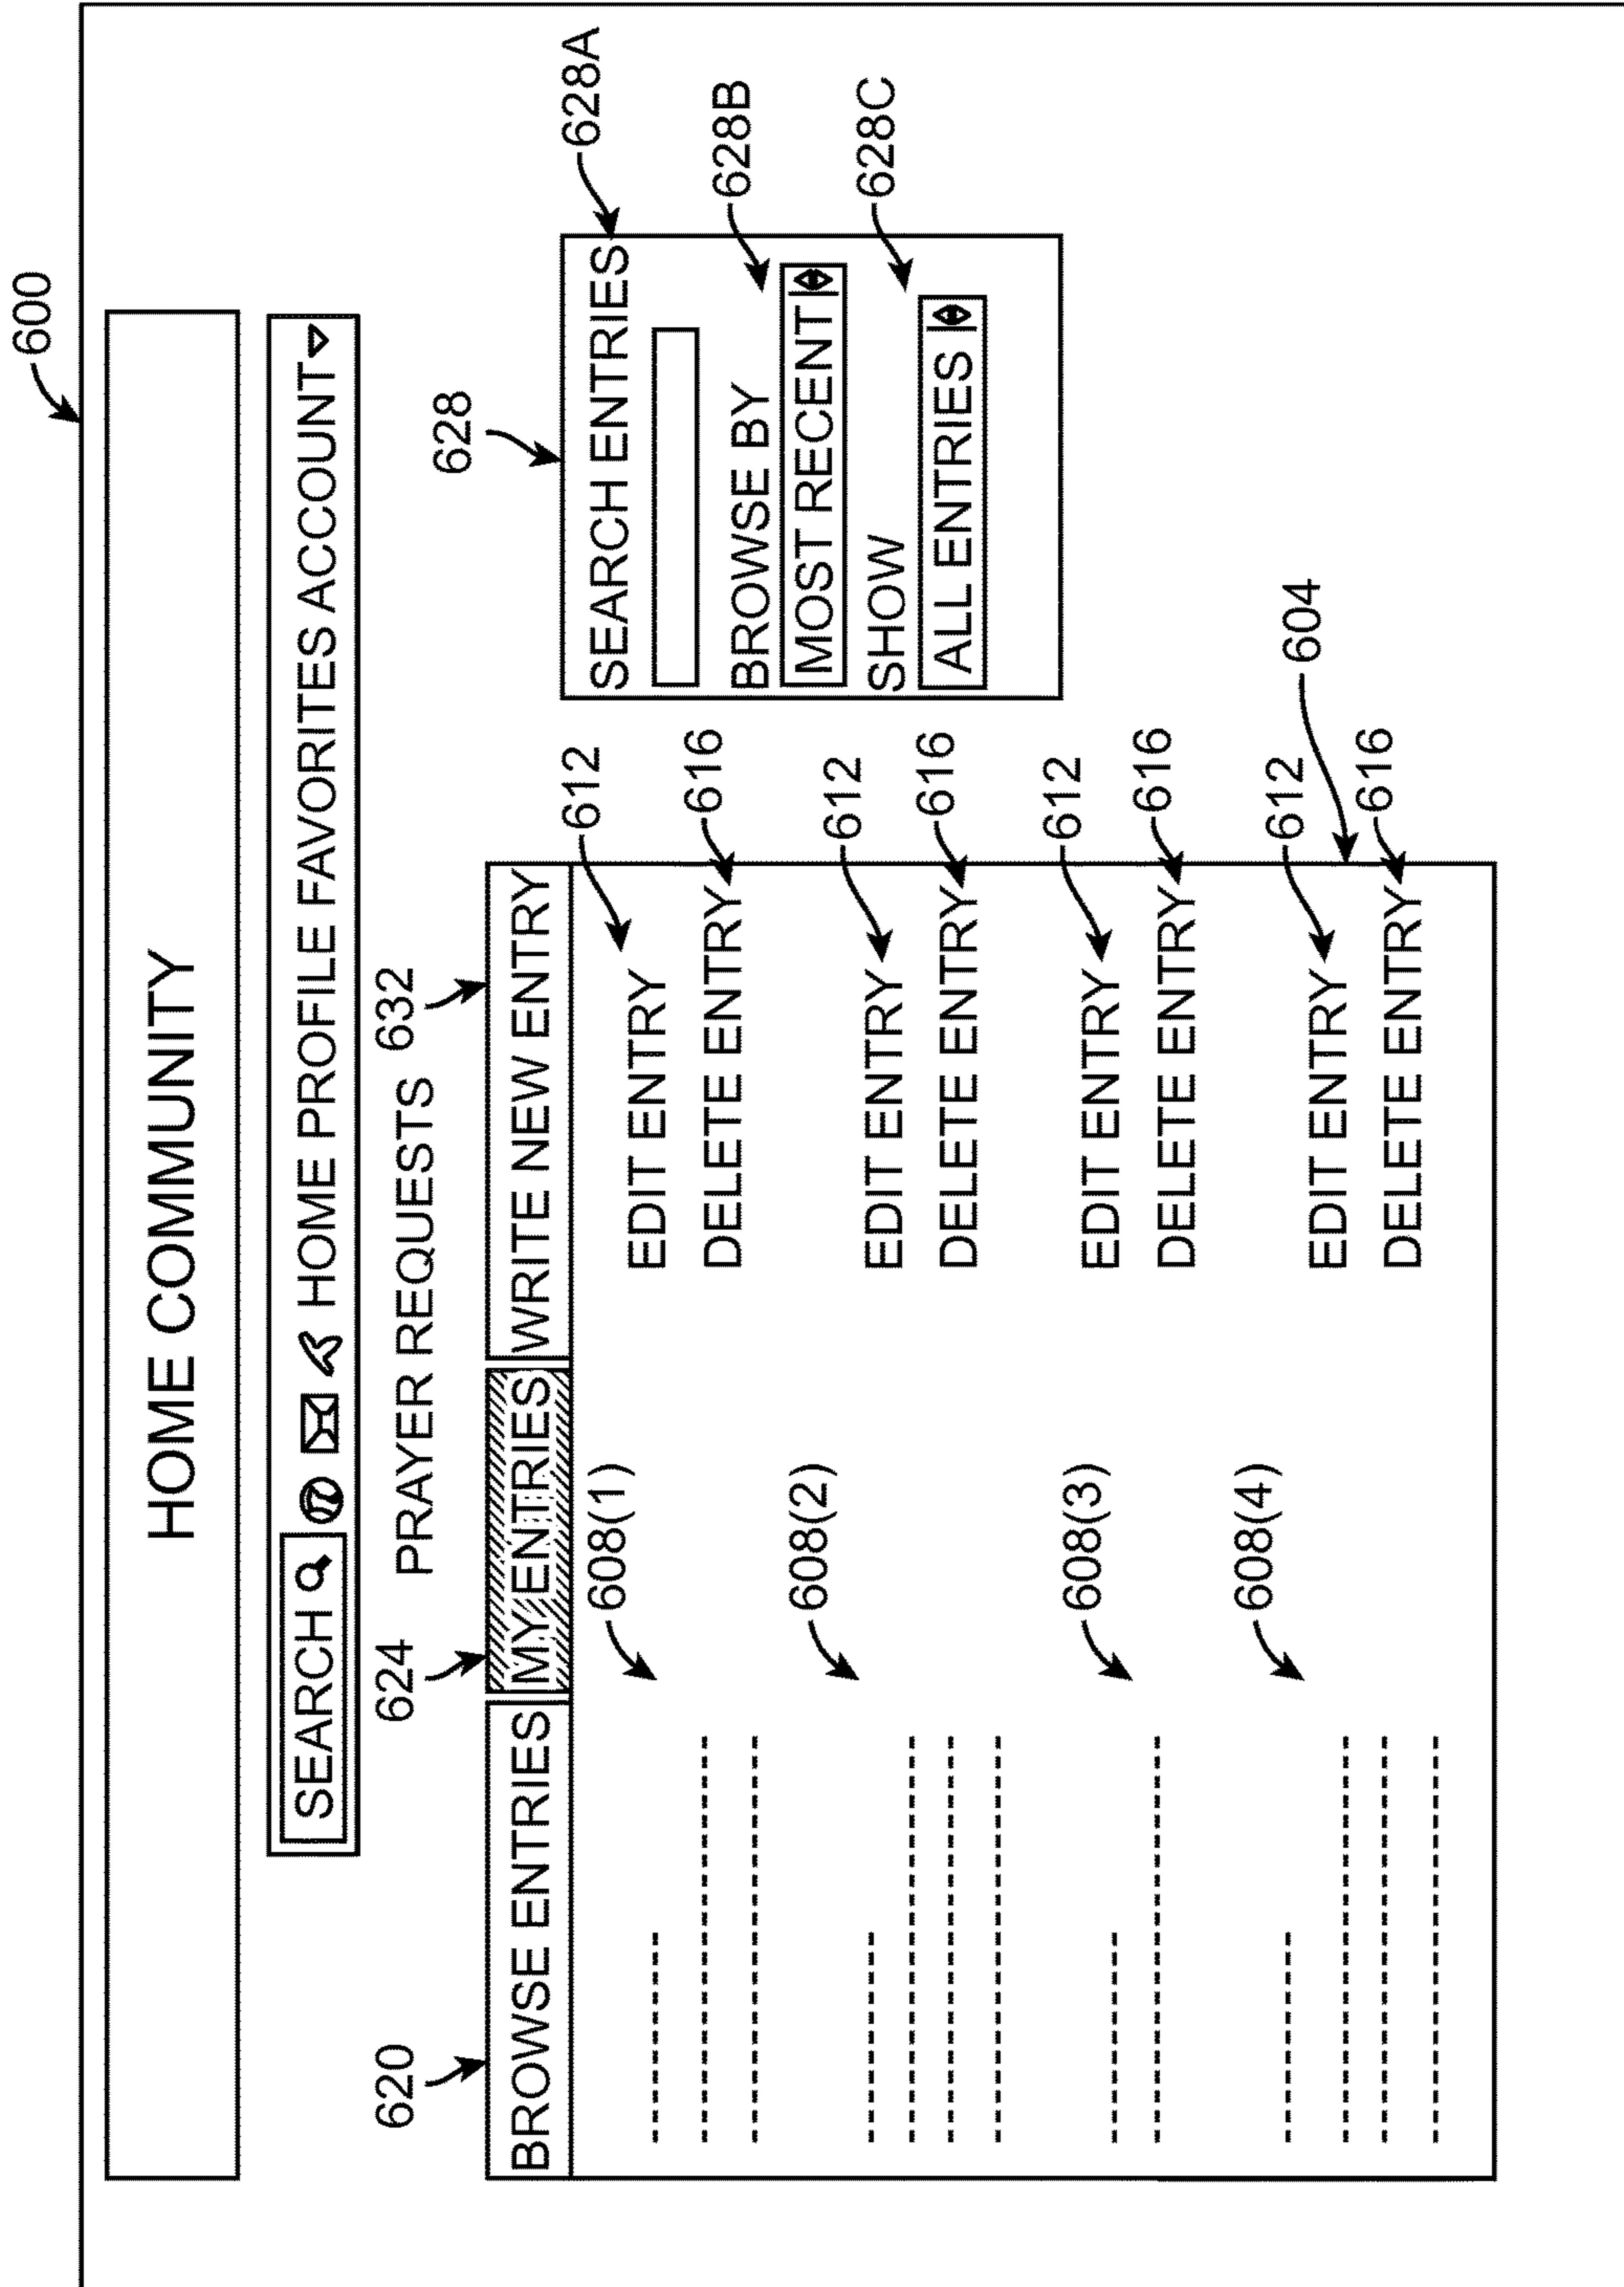 600
HOME COMMUNITY
SEARCH HOME PROFILE FAVORITES ACCOUNT
PRAYER REQUESTS
620
624
632
628
BROWSE ENTRIES
MY ENTRIES
WRITE NEW ENTRY
SEARCH ENTRIES
628A
BROWSE BY
628B
MOST RECENT
SHOW
628C
ALL ENTRIES
608(1)
EDIT ENTRY
612
DELETE ENTRY
616
608(2)
EDIT ENTRY
612
DELETE ENTRY
616
608(3)
EDIT ENTRY
612
DELETE ENTRY
616
608(4)
EDIT ENTRY
612
604
DELETE ENTRY
616